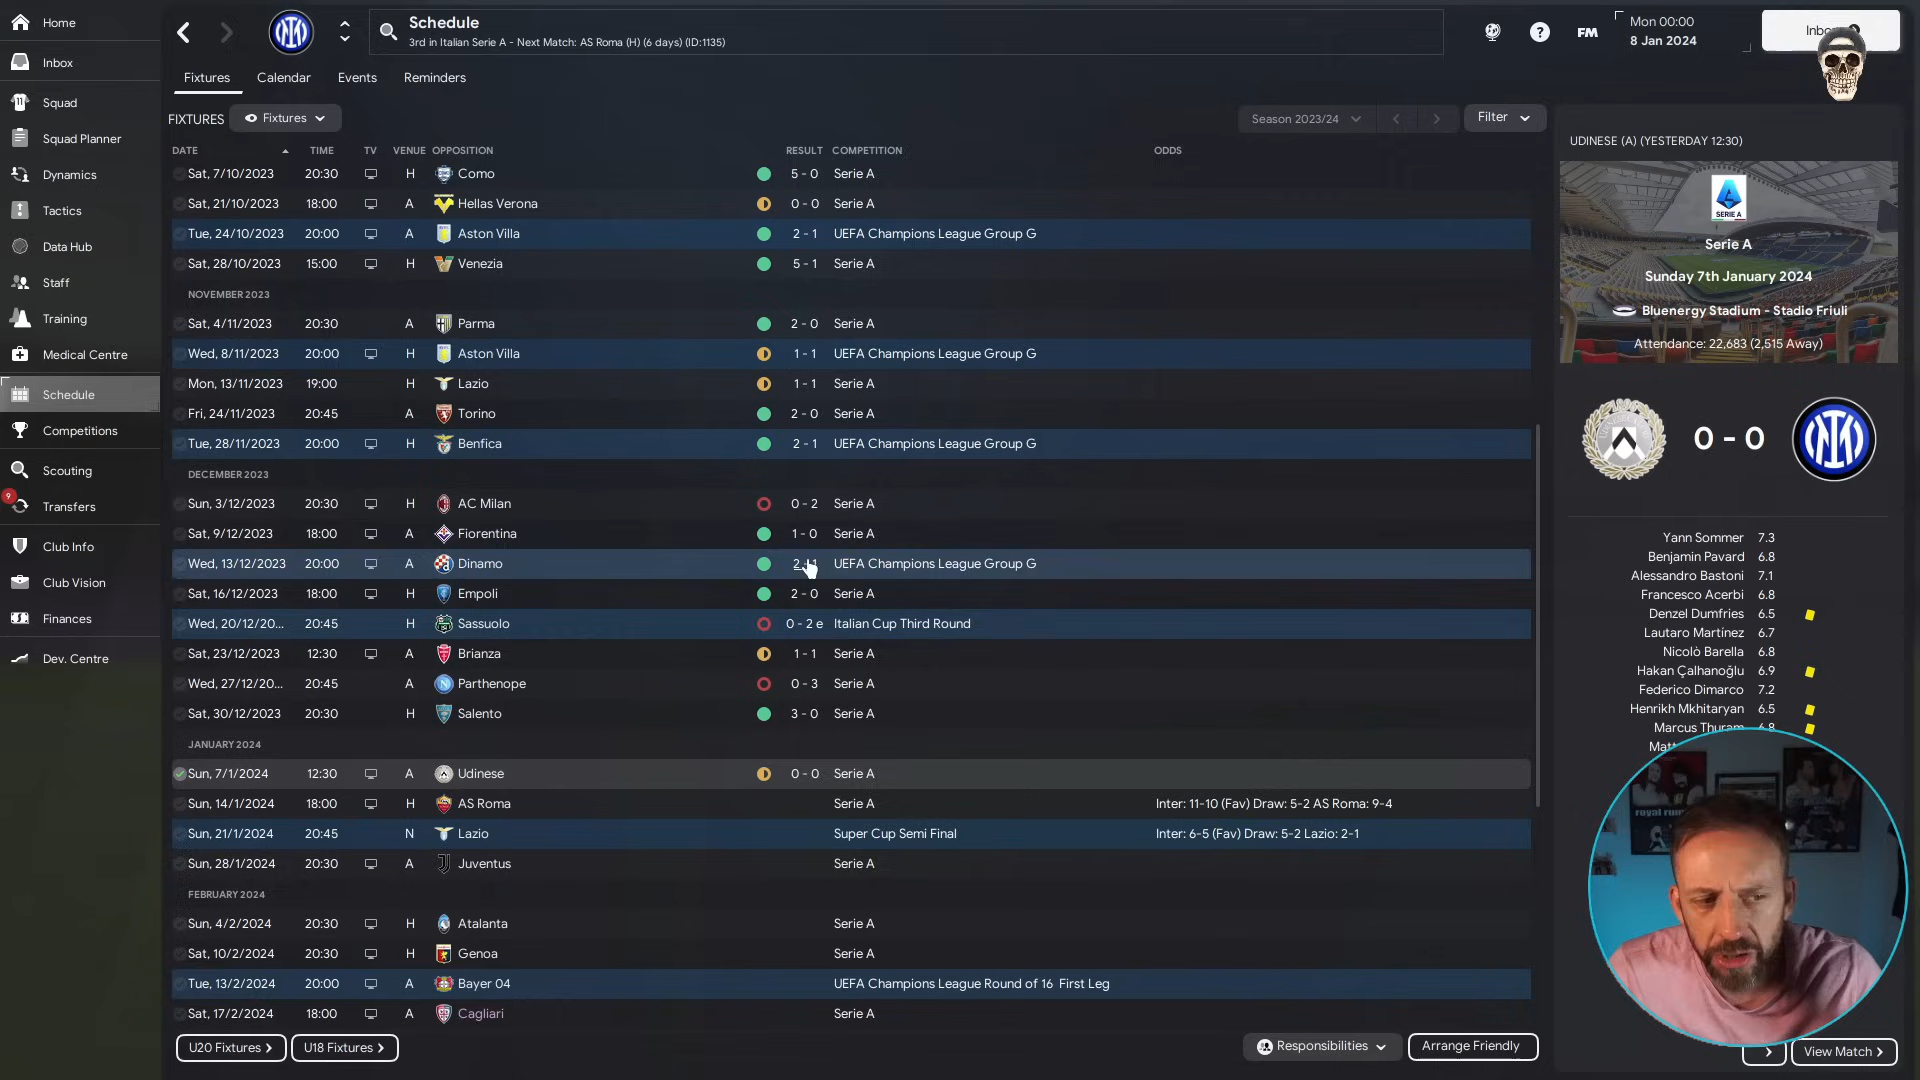 Home
Inbox
Squad
Squad Planner
Dynamics
Tactics
Data Hub
Staff
Training
Medical Centre
Schedule
Competitions
Scouting
9
Transfers
Club Info
Club Vision
Finances
Dev. Centre
Schedule
3rd in Italian Serie A - Next Match: AS Roma (H) (6 days) (ID:1135)
FM
Mon 00:00
8 Jan 2024
Fixtures Calendar Events Reminders
FIXTURES Fixtures
Season 2023/24
Filter
DATE TIME TV VENUE OPPOSITION RESULT COMPETITION ODDS
Sat, 7/10/2023 20:30 H Como 5 - 0 Serie A
Sat, 21/10/2023 18:00 A Hellas Verona 0 - 0 Serie A
Tue, 24/10/2023 20:00 A Aston Villa 2 - 1 UEFA Champions League Group G
Sat, 28/10/2023 15:00 H Venezia 5 - 1 Serie A
NOVEMBER 2023
Sat, 4/11/2023 20:30 A Parma 2 - 0 Serie A
Wed, 8/11/2023 20:00 H Aston Villa 1 - 1 UEFA Champions League Group G
Mon, 13/11/2023 19:00 H Lazio 1 - 1 Serie A
Fri, 24/11/2023 20:45 A Torino 2 - 0 Serie A
Tue, 28/11/2023 20:00 H Benfica 2 - 1 UEFA Champions League Group G
DECEMBER 2023
Sun, 3/12/2023 20:30 H AC Milan 0 - 2 Serie A
Sat, 9/12/2023 18:00 A Fiorentina 1 - 0 Serie A
Wed, 13/12/2023 20:00 A Dinamo 2 - 1 UEFA Champions League Group G
Sat, 16/12/2023 18:00 H Empoli 2 - 0 Serie A
Wed, 20/12/20... 20:45 H Sassuolo 0 - 2 e Italian Cup Third Round
Sat, 23/12/2023 12:30 A Brianza 1 - 1 Serie A
Wed, 27/12/20... 20:45 A Parthenope 0 - 3 Serie A
Sat, 30/12/2023 20:30 H Salento 3 - 0 Serie A
JANUARY 2024
Sun, 7/1/2024 12:30 A Udinese 0 - 0 Serie A
Sun, 14/1/2024 18:00 H AS Roma Serie A Inter: 11-10 (Fav) Draw: 5-2 AS Roma: 9-4
Sun, 21/1/2024 20:45 N Lazio Super Cup Semi Final Inter: 6-5 (Fav) Draw: 5-2 Lazio: 2-1
Sun, 28/1/2024 20:30 A Juventus Serie A
FEBRUARY 2024
Sun, 4/2/2024 20:30 H Atalanta Serie A
Sat, 10/2/2024 20:30 H Genoa Serie A
Tue, 13/2/2024 20:00 A Bayer 04 UEFA Champions League Round of 16 First Leg
Sat, 17/2/2024 18:00 A Cagliari Serie A
U20 Fixtures U18 Fixtures
Responsibilities
Arrange Friendly
UDINESE (A) (YESTERDAY 12:30)
SERIE A
Serie A
Sunday 7th January 2024
Bluenergy Stadium - Stadio Friuli
Attendance: 22,683 (2,515 Away)
0 - 0
Yann Sommer 7.3
Benjamin Pavard 6.8
Alessandro Bastoni 7.1
Francesco Acerbi 6.8
Denzel Dumfries 6.5
Lautaro Martínez 6.7
Nicolò Barella 6.8
Hakan Çalhanoğlu 6.9
Federico Dimarco 7.2
Henrikh Mkhitaryan 6.5
Marcus Thuram 6.8
royal rum
View Match